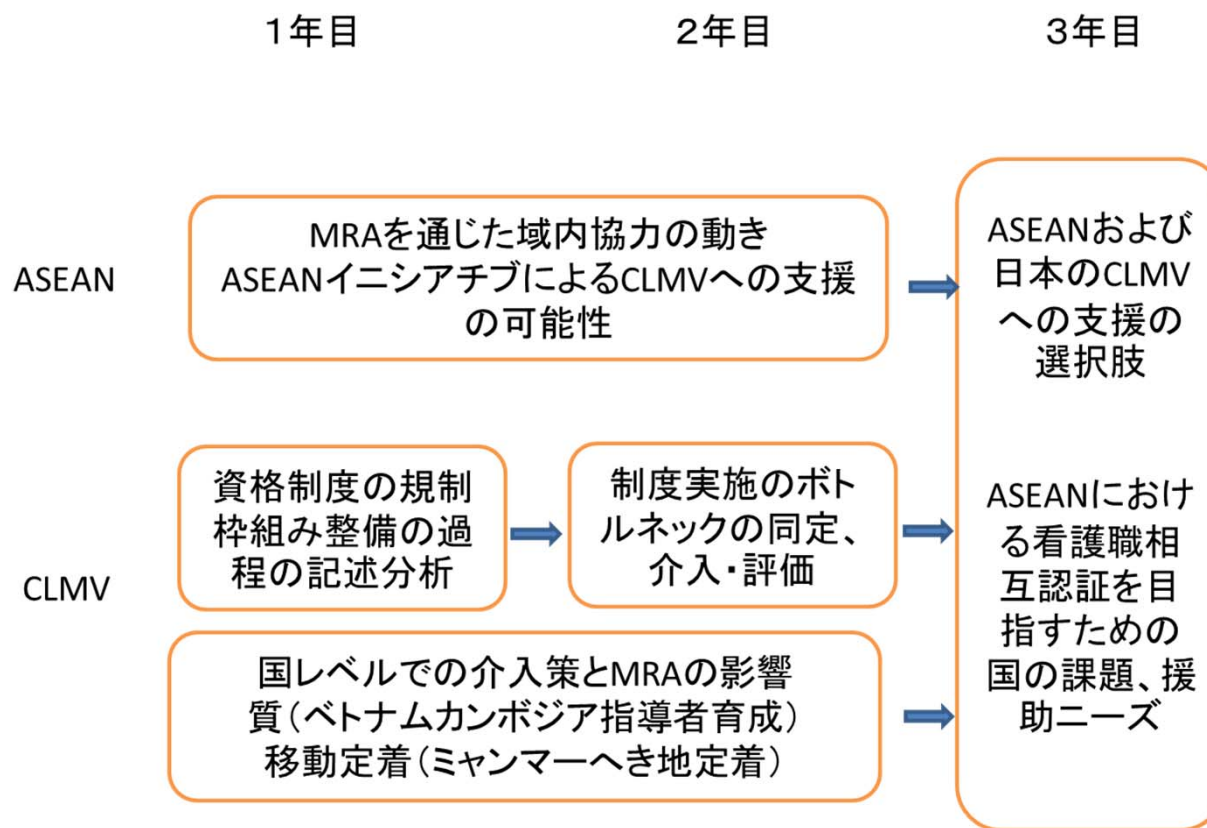 1年目
2年目
3年目
ASEAN
MRAを通じた域内協力の動き
ASEANイニシアチブによるCLMVへの支援
の可能性
ASEANおよび
日本のCLMV
への支援の
選択肢
CLMV
資格制度の規制
枠組み整備の過
程の記述分析
制度実施のボト
ルネックの同定、
介入・評価
国レベルでの介入策とMRAの影響
質(ベトナムカンボジア指導者育成)
移動定着(ミャンマーへき地定着)
ASEANにおけ
る看護職相
互認証を目
指すための
国の課題、援
助ニーズ